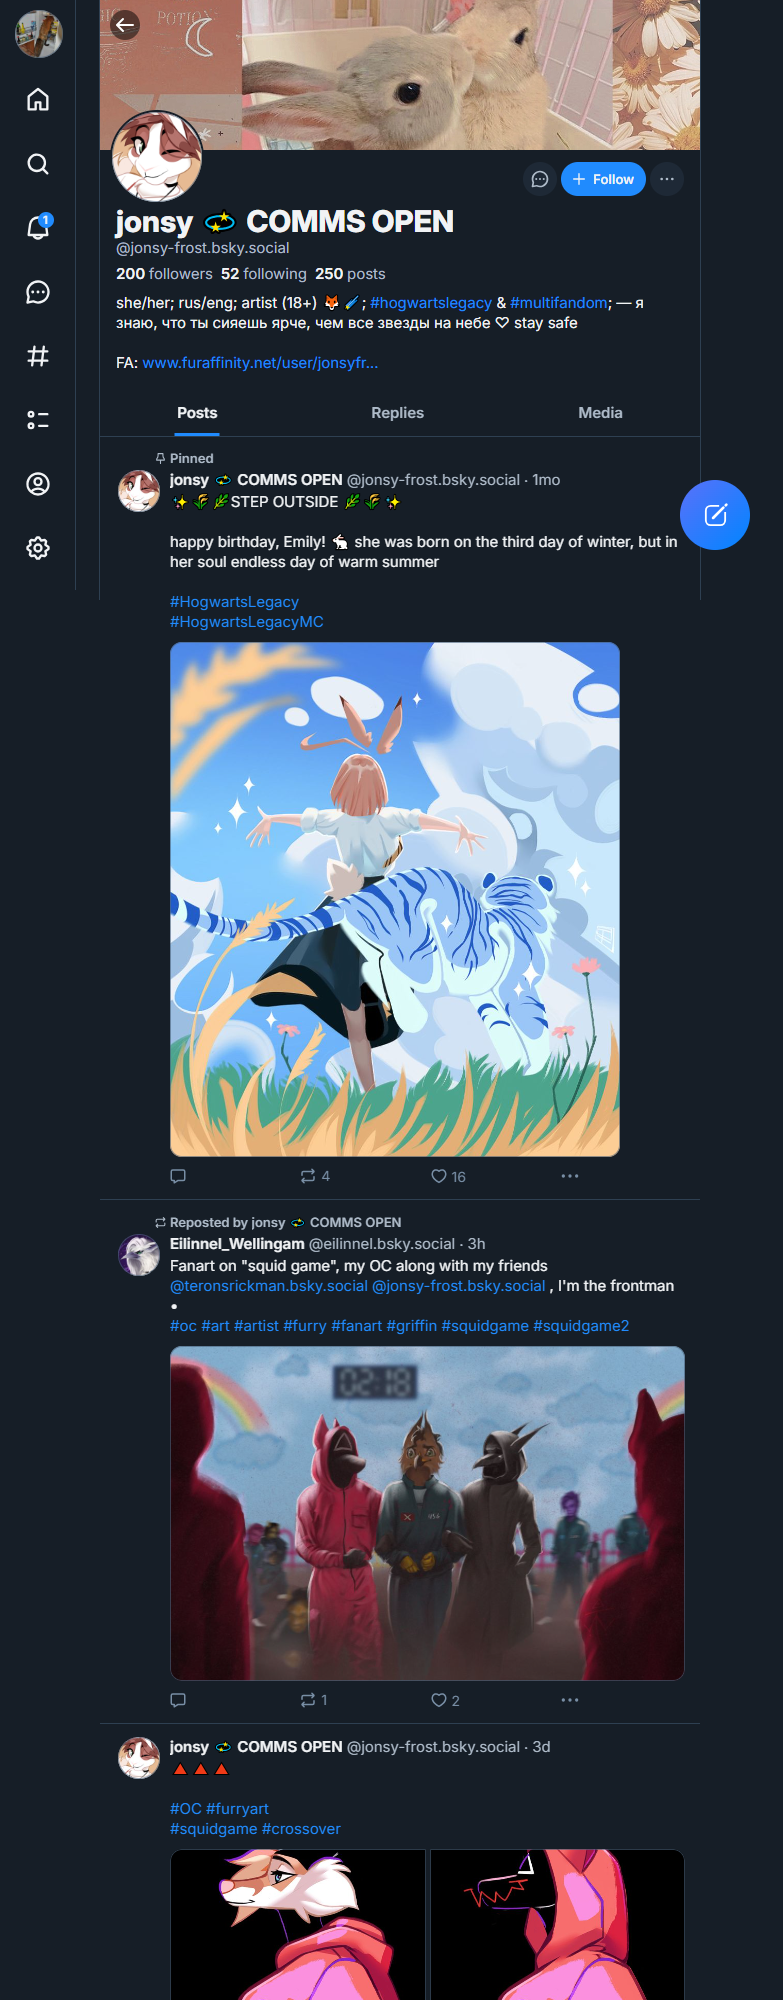 POTION
1
Follow
jonsy 💫 COMMS OPEN
@jonsy-frost.bsky.social
200 followers 52 following 250 posts
she/her; rus/eng; artist (18+) 🦊 🖌️ ; #hogwartslegacy & #multifandom; — я
знаю, что ты сияешь ярче, чем все звезды на небе ♡ stay safe
FA: www.furaffinity.net/user/jonsyfr...
Posts Replies Media
Pinned
jonsy 💫 COMMS OPEN @jonsy-frost.bsky.social · 1mo
✨🌾🌿STEP OUTSIDE 🌿🌾✨
happy birthday, Emily! 🐇 she was born on the third day of winter, but in
her soul endless day of warm summer
#HogwartsLegacy
#HogwartsLegacyMC
4 16
Reposted by jonsy 💫 COMMS OPEN
Eilinnel_Wellingam @eilinnel.bsky.social · 3h
Fanart on "squid game", my OC along with my friends
@teronsrickman.bsky.social @jonsy-frost.bsky.social , I'm the frontman
•
#oc #art #artist #furry #fanart #griffin #squidgame #squidgame2
02:18
1 2
jonsy 💫 COMMS OPEN @jonsy-frost.bsky.social · 3d
🔺🔺🔺
#OC #furryart
#squidgame #crossover